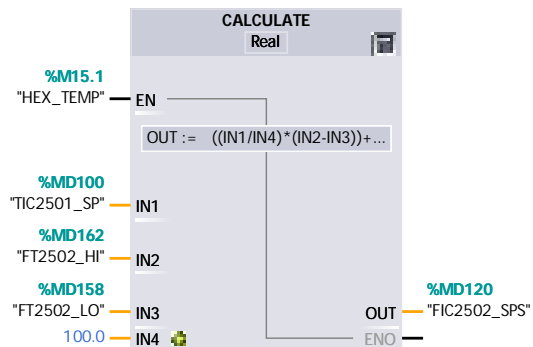 CALCULATE
Real
%M15.1
"HEX_TEMP" EN
OUT := ((IN1/IN4)*(IN2-IN3))+...
%MD100
"TIC2501_SP" IN1
%MD162
"FT2502_HI" IN2
%MD158 %MD120
"FT2502_LO" IN3 OUT "FIC2502_SPS"
100.0 IN4 ENO